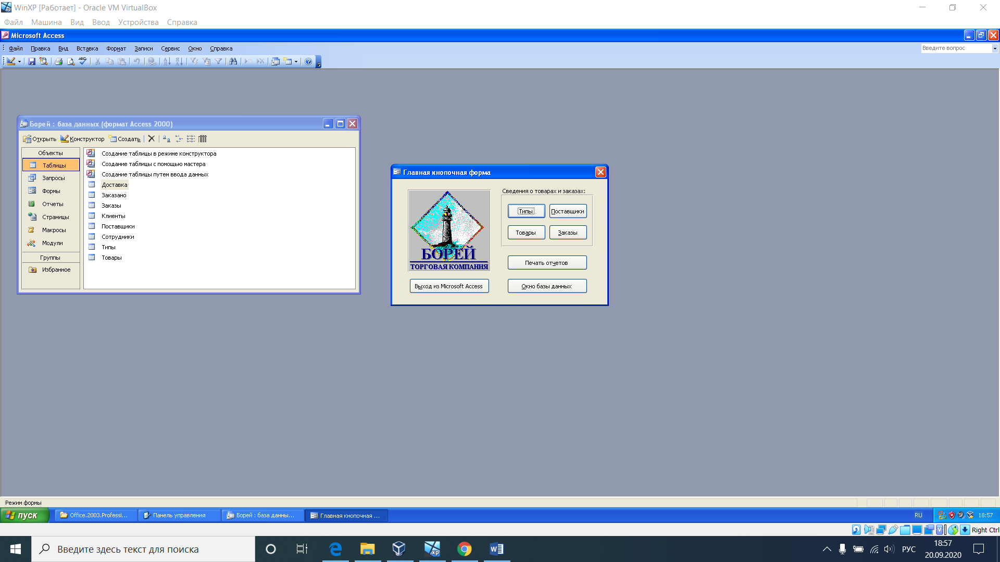 WinXP [Работает] - Oracle VM VirtualBox
Файл Машина Вид Ввод Устройства Справка
Microsoft Access
Файл Правка Вид Вставка Формат Записи Сервис Окно Справка
Введите вопрос
Борей : база данных (формат Access 2000)
Открыть Конструктор Создать
Объекты
Таблицы
Запросы
Формы
Отчеты
Страницы
Макросы
Модули
Группы
Избранное
Создание таблицы в режиме конструктора
Создание таблицы с помощью мастера
Создание таблицы путем ввода данных
Доставка
Заказано
Заказы
Клиенты
Поставщики
Сотрудники
Типы
Товары
Главная кнопочная форма
БОРЕЙ
ТОРГОВАЯ КОМПАНИЯ
Сведения о товарах и заказах:
Типы Поставщики
Товары Заказы
Печать отчетов
Выход из Microsoft Access Окно базы данных
Режим формы
пуск Office.2003.Professi... Панель управления Борей : база данны... Главная кнопочная ... RU 18:57
Right Ctrl
Введите здесь текст для поиска
РУС
18:57
20.09.2020